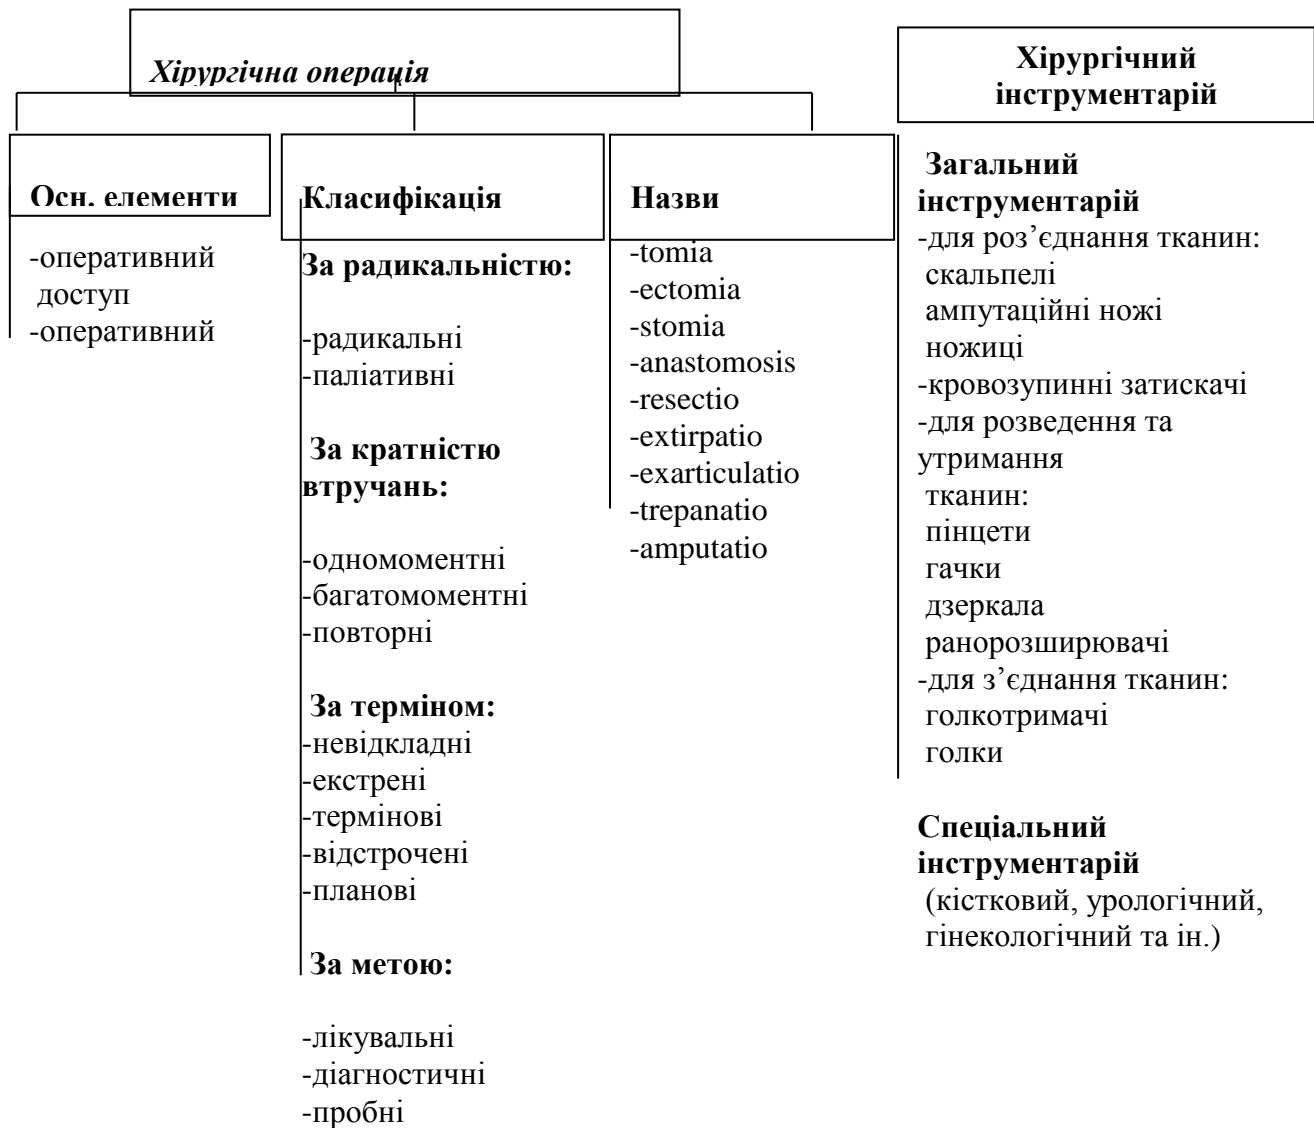 Хірургічна операція
Осн. елементи
-оперативний
доступ
-оперативний
Класифікація
За радикальністю:
-радикальні
-паліативні
За кратністю
втручань:
-одномоментні
-багатомоментні
-повторні
За терміном:
-невідкладні
-екстрені
-термінові
-відстрочені
-планові
За метою:
-лікувальні
-діагностичні
-пробні
Назви
-tomia
-ectomia
-stomia
-anastomosis
-resectio
-extirpatio
-exarticulatio
-trepanatio
-amputatio
Хірургічний
інструментарій
Загальний
інструментарій
-для роз’єднання тканин:
скальпелі
ампутаційні ножі
ножиці
-кровозупинні затискачі
-для розведення та
утримання
тканин:
пінцети
гачки
дзеркала
ранорозширювачі
-для з’єднання тканин:
голкотримачі
голки
Спеціальний
інструментарій
(кістковий, урологічний,
гінекологічний та ін.)